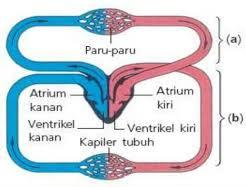 (a)
Paru-paru
Atrium
kanan
Atrium
kiri
Ventrikel
kanan
Ventrikel kiri
(b)
Kapiler tubuh